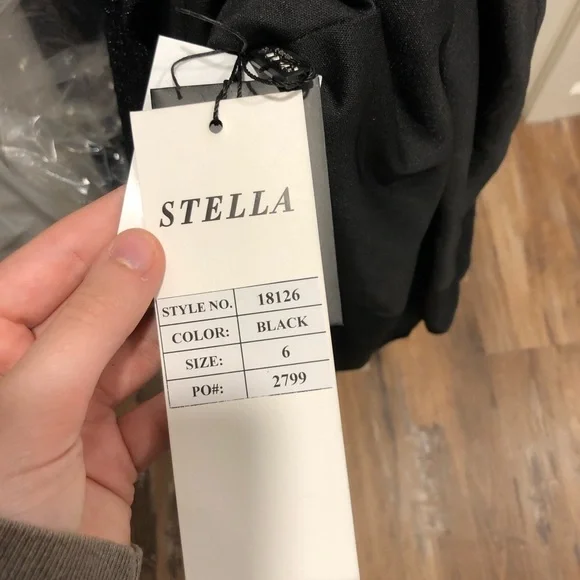 STELLA
STYLE NO. 18126
COLOR: BLACK
SIZE: 6
PO#: 2799